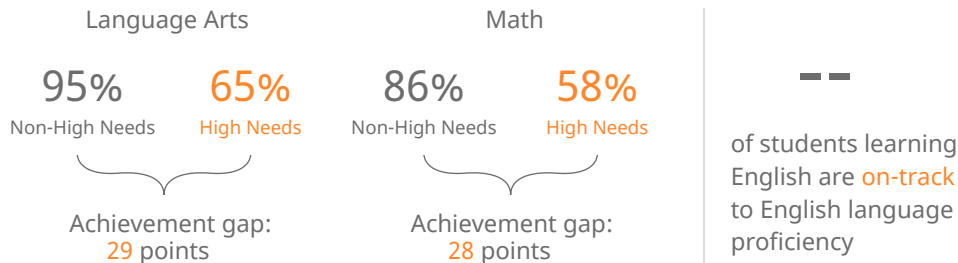 Language Arts
95%
Non-High Needs
65%
High Needs
Achievement gap:
29 points
Math
86%
Non-High Needs
58%
High Needs
Achievement gap:
28 points
--
of students learning
English are on-track
to English language
proficiency